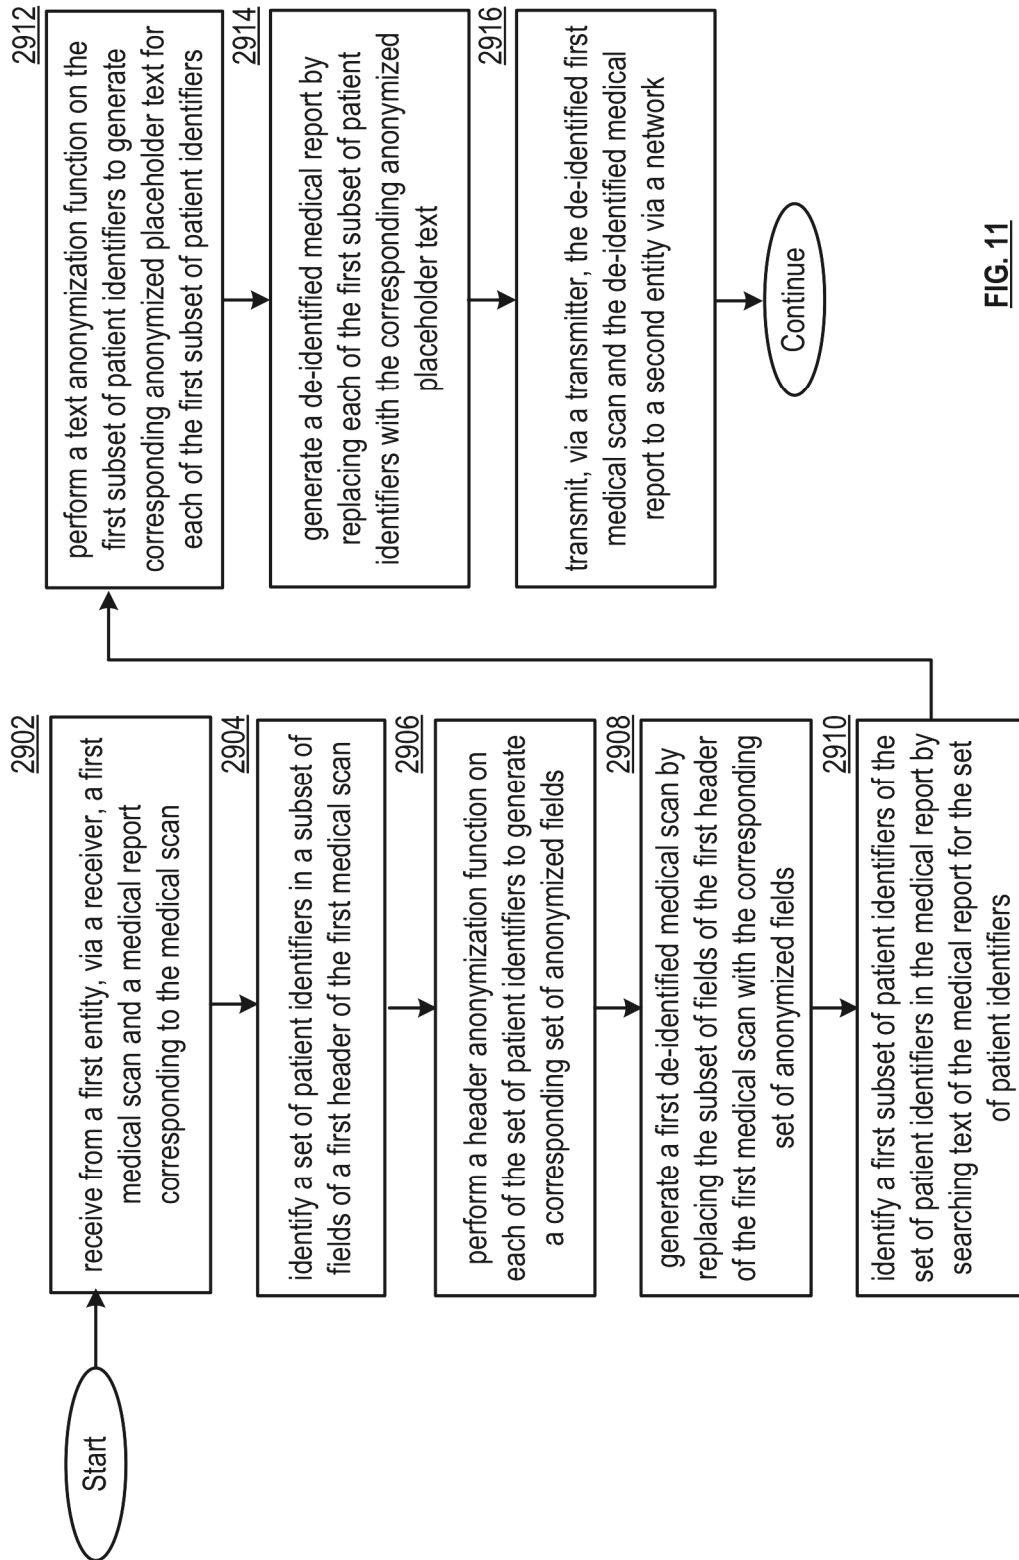 Start
2902
receive from a first entity, via a receiver, a first
medical scan and a medical report
corresponding to the medical scan
2904
identify a set of patient identifiers in a subset of
fields of a first header of the first medical scan
2906
perform a header anonymization function on
each of the set of patient identifiers to generate
a corresponding set of anonymized fields
2908
generate a first de-identified medical scan by
replacing the subset of fields of the first header
of the first medical scan with the corresponding
set of anonymized fields
2910
identify a first subset of patient identifiers of the
set of patient identifiers in the medical report by
searching text of the medical report for the set
of patient identifiers
2912
perform a text anonymization function on the
first subset of patient identifiers to generate
corresponding anonymized placeholder text for
each of the first subset of patient identifiers
2914
generate a de-identified medical report by
replacing each of the first subset of patient
identifiers with the corresponding anonymized
placeholder text
2916
transmit, via a transmitter, the de-identified first
medical scan and the de-identified medical
report to a second entity via a network
Continue
FIG. 11